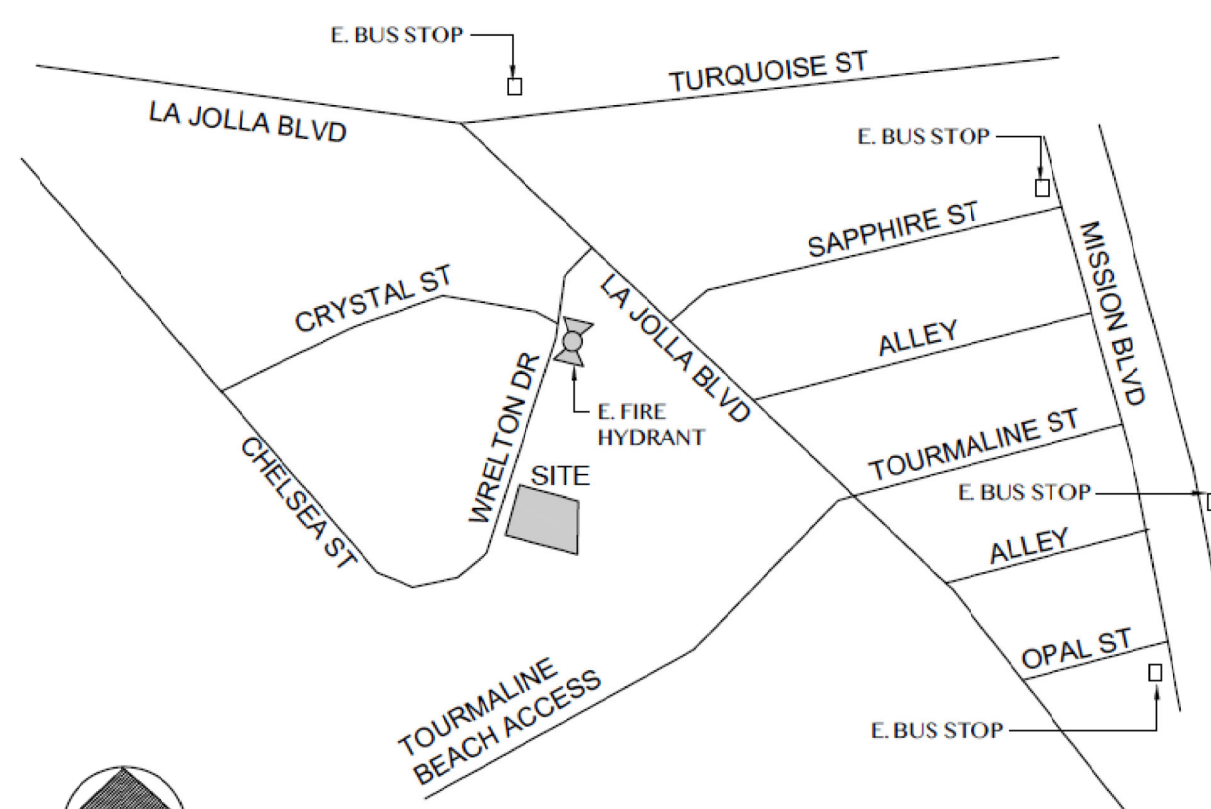 E. BUS STOP
TURQUOISE ST
LA JOLLA BLVD
E. BUS STOP
SAPPHIRE ST
MISSION BLVD
CRYSTAL ST
LA JOLLA BLVD
ALLEY
WRELTON DR
E. FIRE
HYDRANT
TOURMALINE ST
CHELSEA ST
SITE
E. BUS STOP
ALLEY
OPAL ST
TOURMALINE
BEACH ACCESS
E. BUS STOP